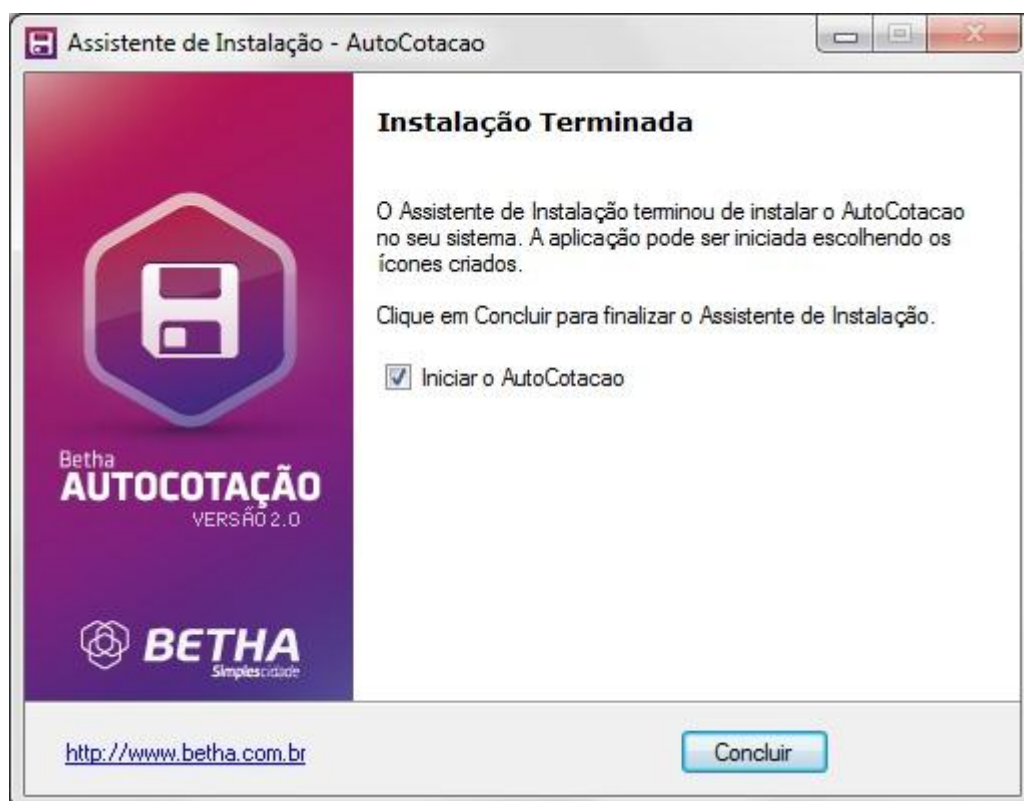 Assistente de Instalação - AutoCotacao
Instalação Terminada
O Assistente de Instalação terminou de instalar o AutoCotacao
no seu sistema. A aplicação pode ser iniciada escolhendo os
ícones criados.
Clique em Concluir para finalizar o Assistente de Instalação.
Iniciar o AutoCotacao
Betha
AUTOCOTAÇÃO
VERSÃO 2.0
BETHA
Simplescidade
http://www.betha.com.br
Concluir